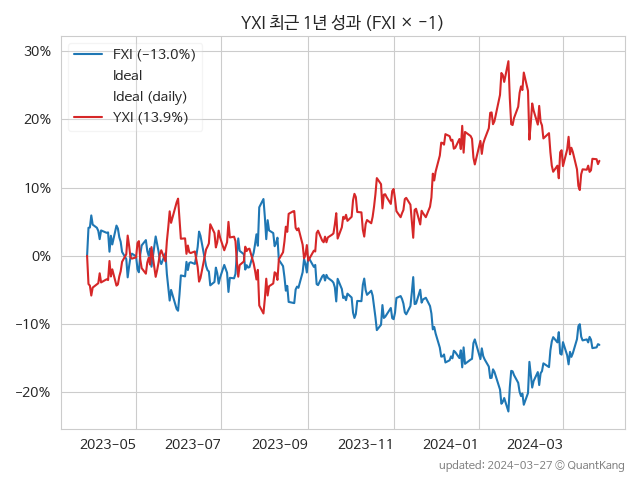 YXI 최근 1년 성과 (FXI × -1)
FXI (−13.0%)
Ideal
Ideal (daily)
YXI (13.9%)
30%
20%
10%
0%
−10%
−20%
2023-05 2023-07 2023-09 2023-11 2024-01 2024-03
updated: 2024-03-27 © QuantKang